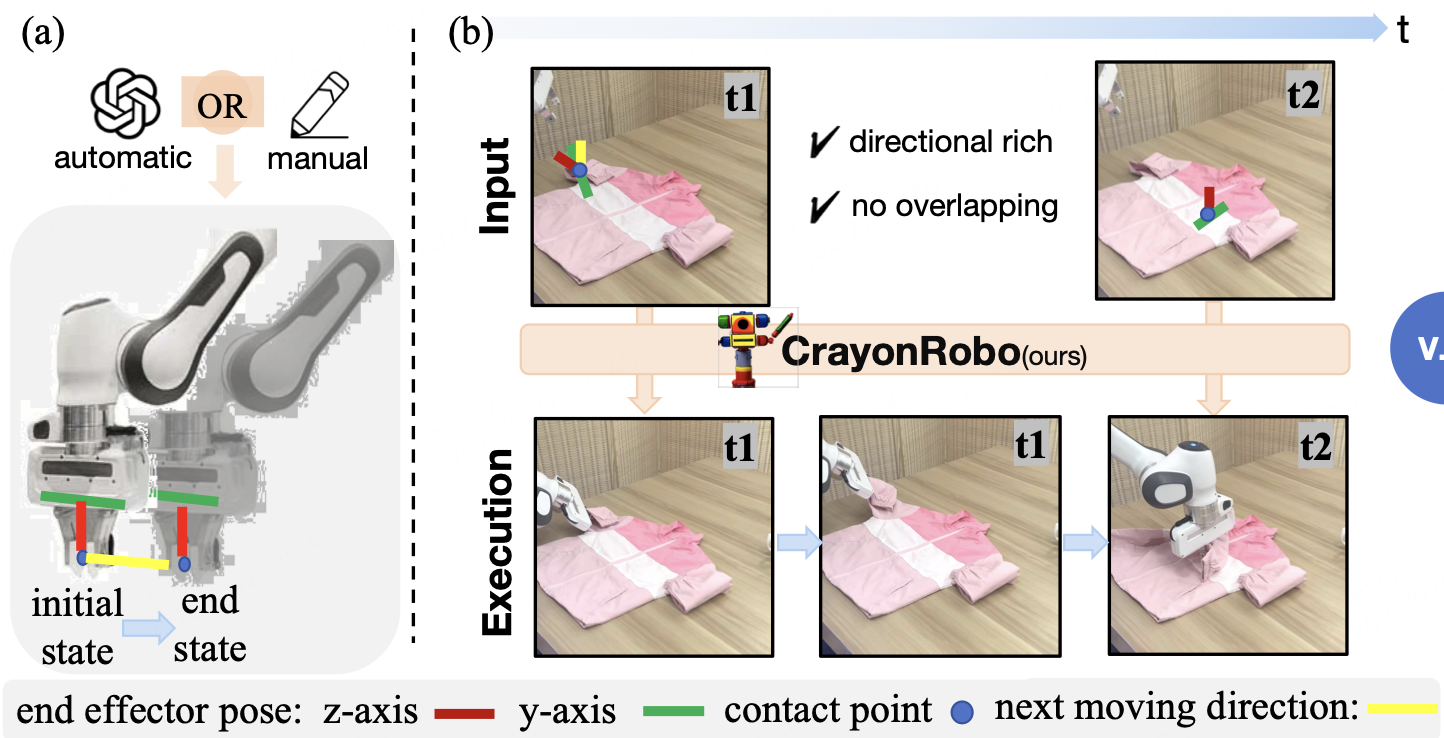 (a)
automatic
OR
manual
initial
state
end
state
(b)
t
Input
t1
✓ directional rich
✓ no overlapping
t2
CrayonRobo(ours)
v.
Execution
t1
t1
t2
end effector pose: z-axis y-axis contact point next moving direction: